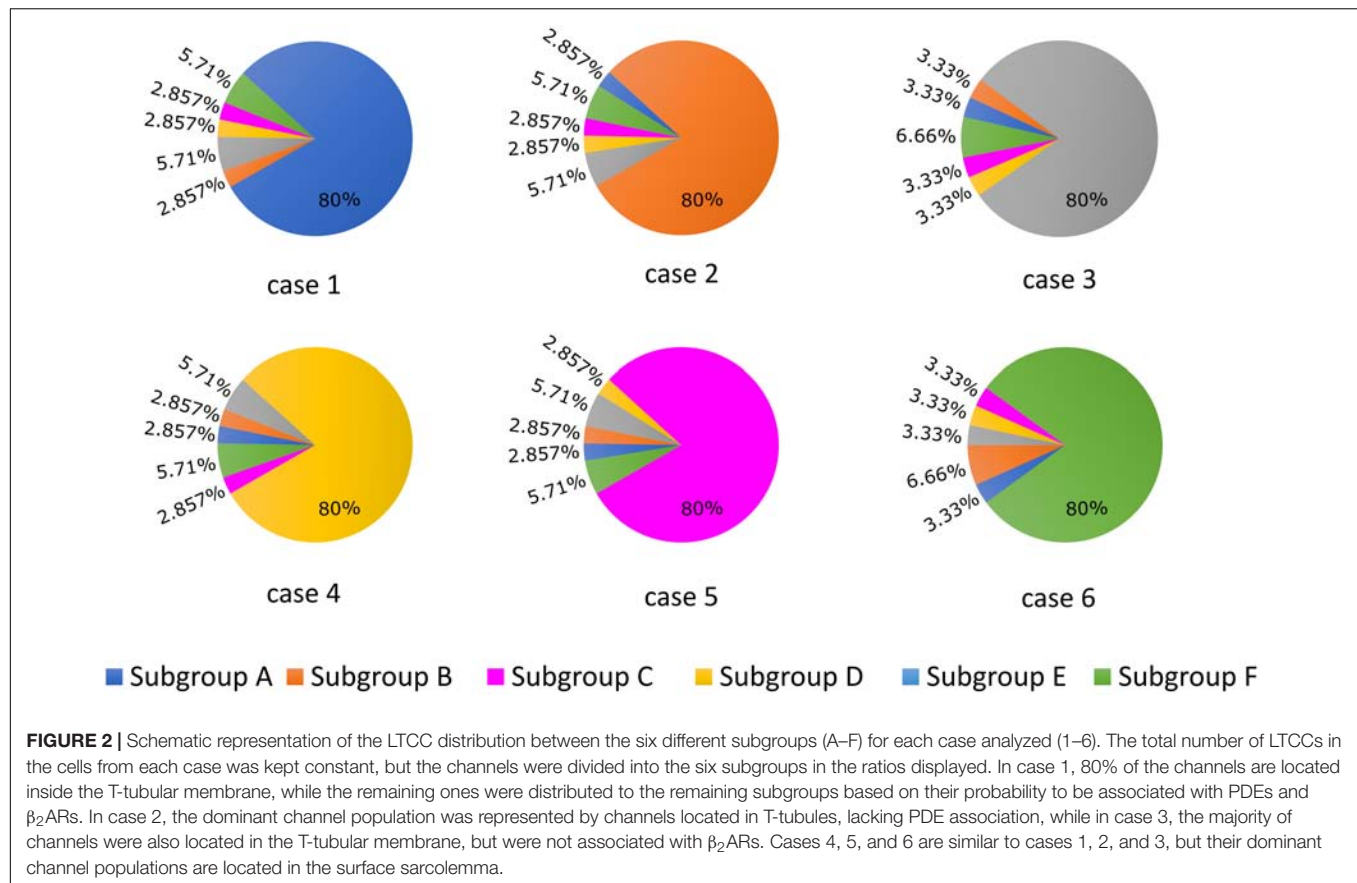 5.71%
2.857%
2.857%
5.71%
2.857%
80%
case 1
2.857%
5.71%
2.857%
2.857%
5.71%
80%
case 2
3.33%
3.33%
6.66%
3.33%
3.33%
80%
case 3
5.71%
2.857%
2.857%
5.71%
2.857%
80%
case 4
2.857%
5.71%
2.857%
2.857%
5.71%
80%
case 5
3.33%
3.33%
3.33%
6.66%
3.33%
80%
case 6
Subgroup A Subgroup B Subgroup C Subgroup D Subgroup E Subgroup F
FIGURE 2 | Schematic representation of the LTCC distribution between the six different subgroups (A–F) for each case analyzed (1–6). The total number of LTCCs in
the cells from each case was kept constant, but the channels were divided into the six subgroups in the ratios displayed. In case 1, 80% of the channels are located
inside the T-tubular membrane, while the remaining ones were distributed to the remaining subgroups based on their probability to be associated with PDEs and
β₂ARs. In case 2, the dominant channel population was represented by channels located in T-tubules, lacking PDE association, while in case 3, the majority of
channels were also located in the T-tubular membrane, but were not associated with β₂ARs. Cases 4, 5, and 6 are similar to cases 1, 2, and 3, but their dominant
channel populations are located in the surface sarcolemma.